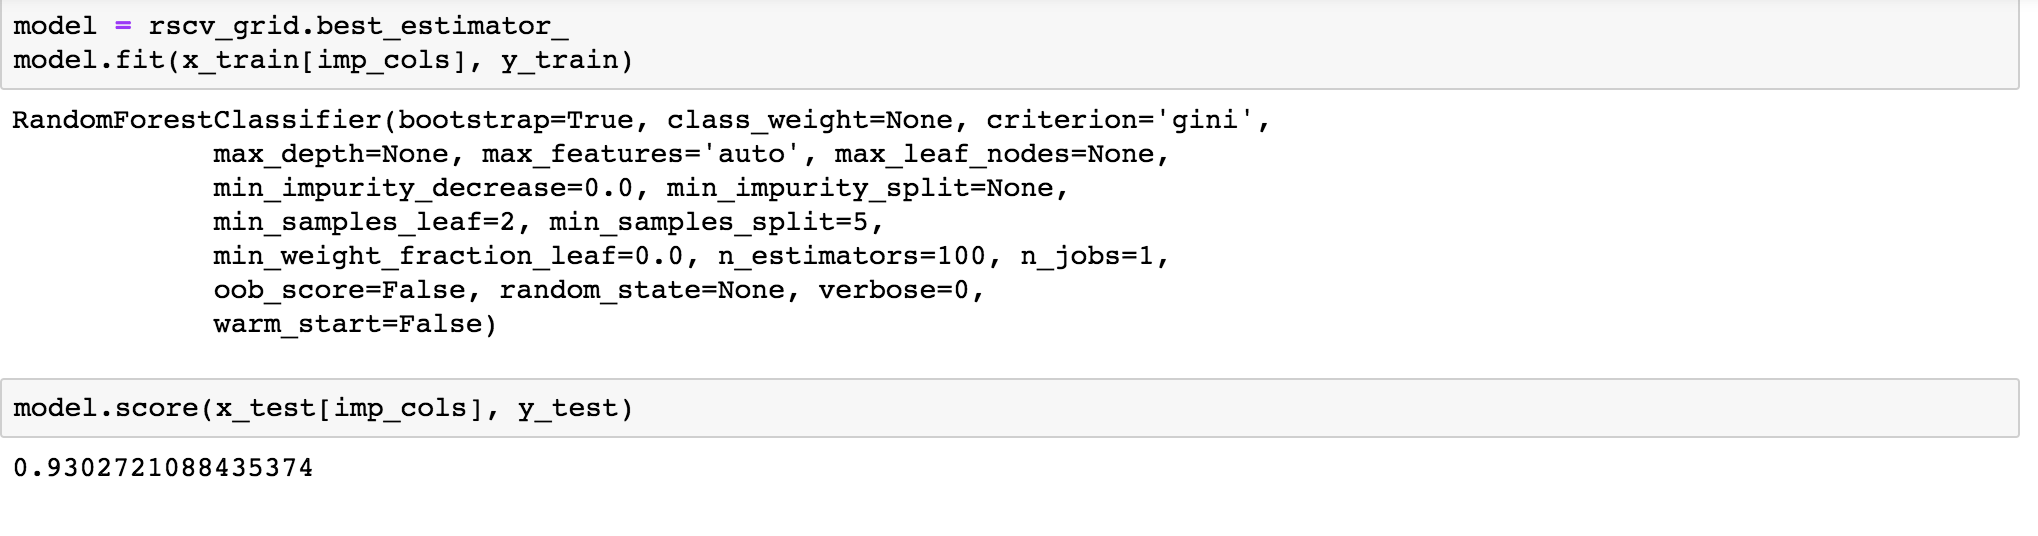 model = rscv_grid.best_estimator_
model.fit(x_train[imp_cols], y_train)
RandomForestClassifier(bootstrap=True, class_weight=None, criterion='gini',
max_depth=None, max_features='auto', max_leaf_nodes=None,
min_impurity_decrease=0.0, min_impurity_split=None,
min_samples_leaf=2, min_samples_split=5,
min_weight_fraction_leaf=0.0, n_estimators=100, n_jobs=1,
oob_score=False, random_state=None, verbose=0,
warm_start=False)
model.score(x_test[imp_cols], y_test)
0.9302721088435374